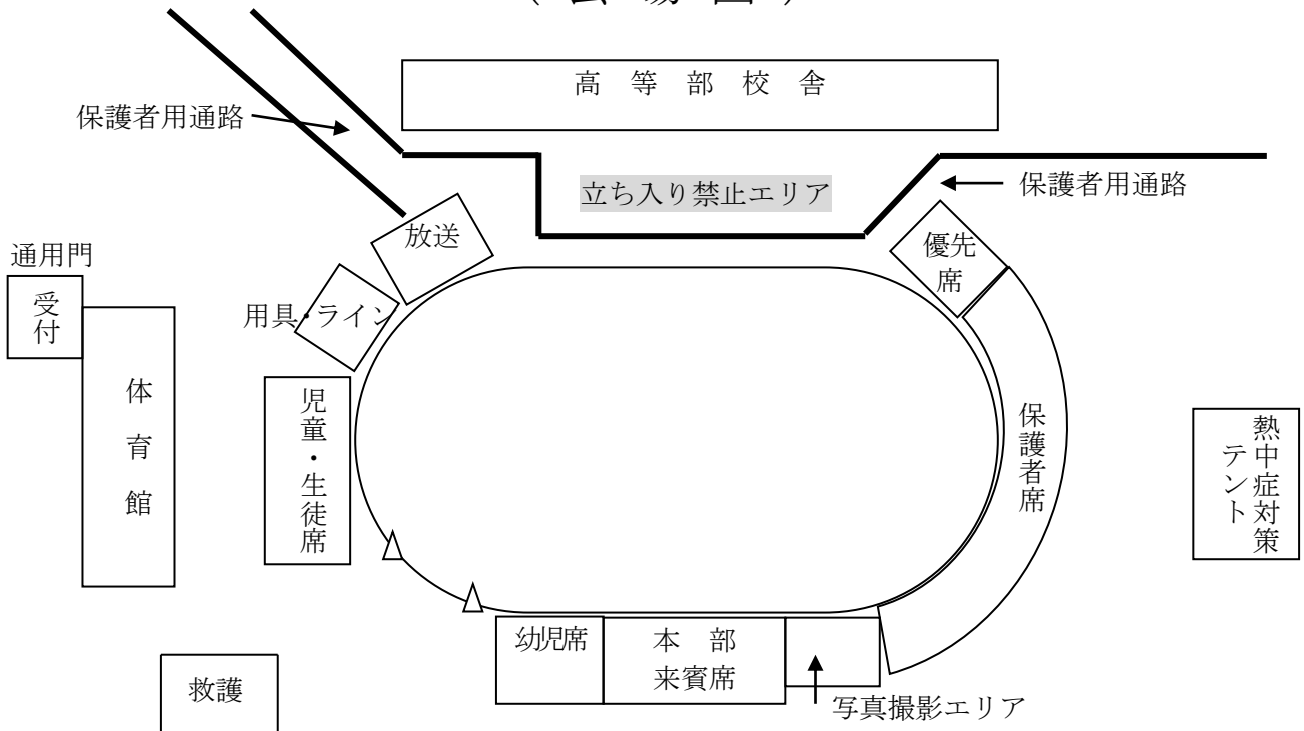 （会場図）
高等部校舎
保護者用通路
立ち入り禁止エリア
保護者用通路
放送
優先
席
通用門
受付
用具・ライン
体育館
児童・生徒席
保護者席
熱中症対策
テント
幼児席
本部
来賓席
救護
写真撮影エリア